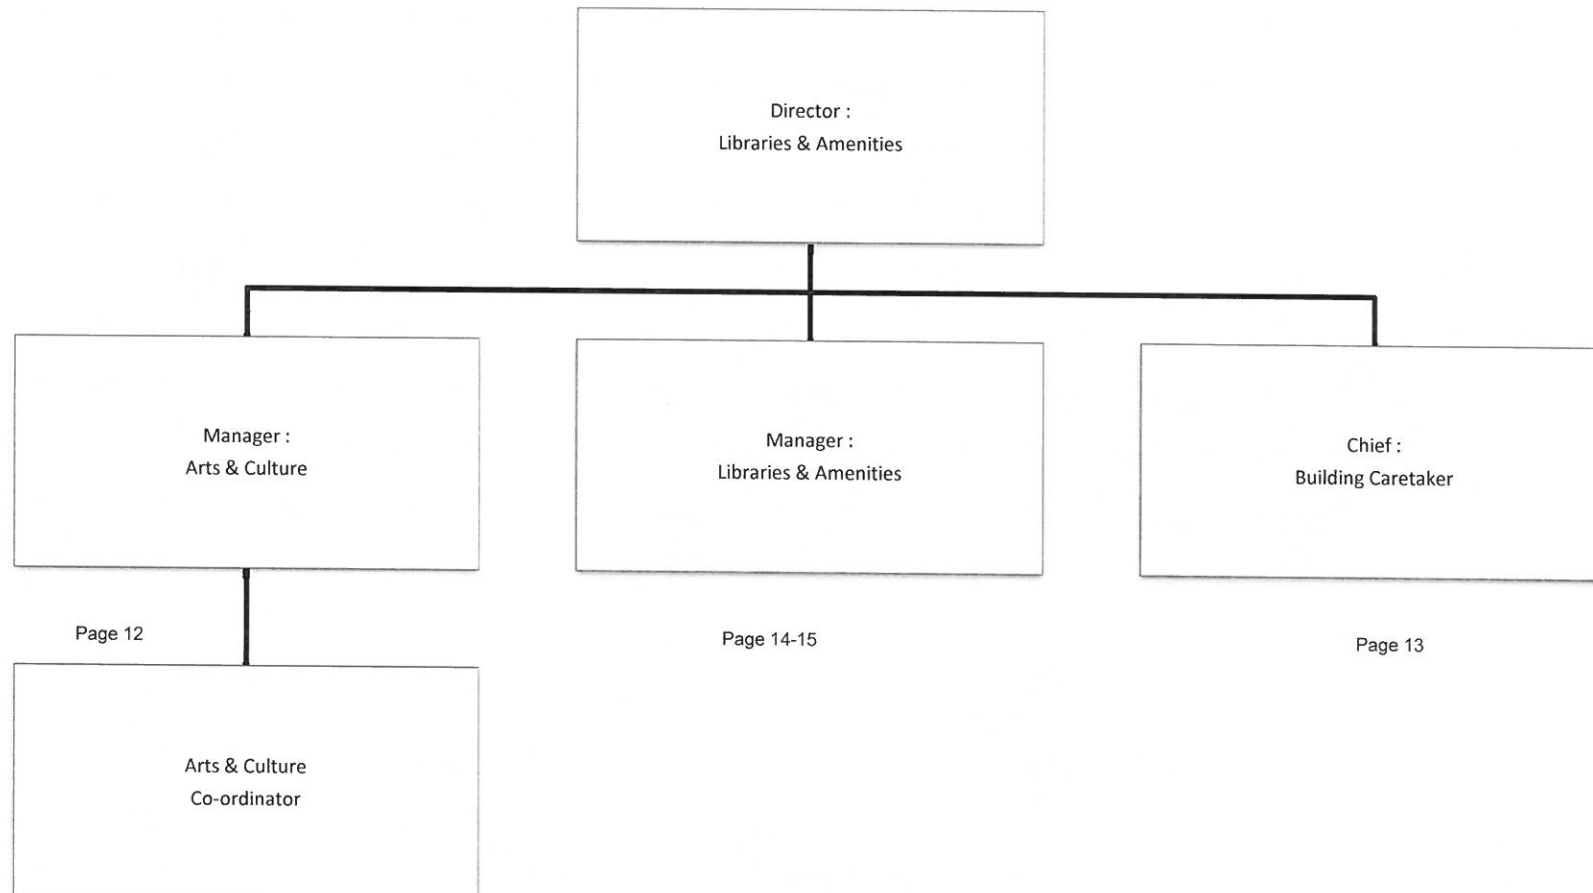 Director :
Libraries & Amenities
Manager :
Arts & Culture
Manager :
Libraries & Amenities
Chief :
Building Caretaker
Page 12
Page 14-15
Page 13
Arts & Culture
Co-ordinator